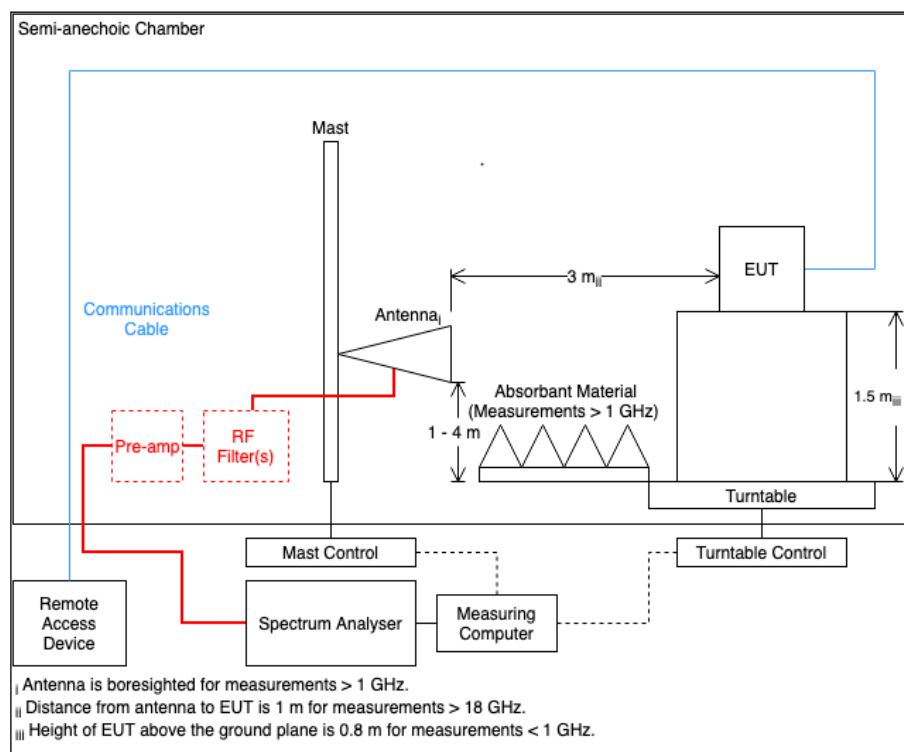 Semi-anechoic Chamber
Mast
EUT
3 m ii
Communications
Cable
Antenna i
Absorbant Material
(Measurements > 1 GHz)
1.5 m iii
1 - 4 m
Pre-amp
RF
Filter(s)
Turntable
Mast Control
Turntable Control
Remote
Access
Device
Spectrum Analyser
Measuring
Computer
i Antenna is boresighted for measurements > 1 GHz.
ii Distance from antenna to EUT is 1 m for measurements > 18 GHz.
iii Height of EUT above the ground plane is 0.8 m for measurements < 1 GHz.